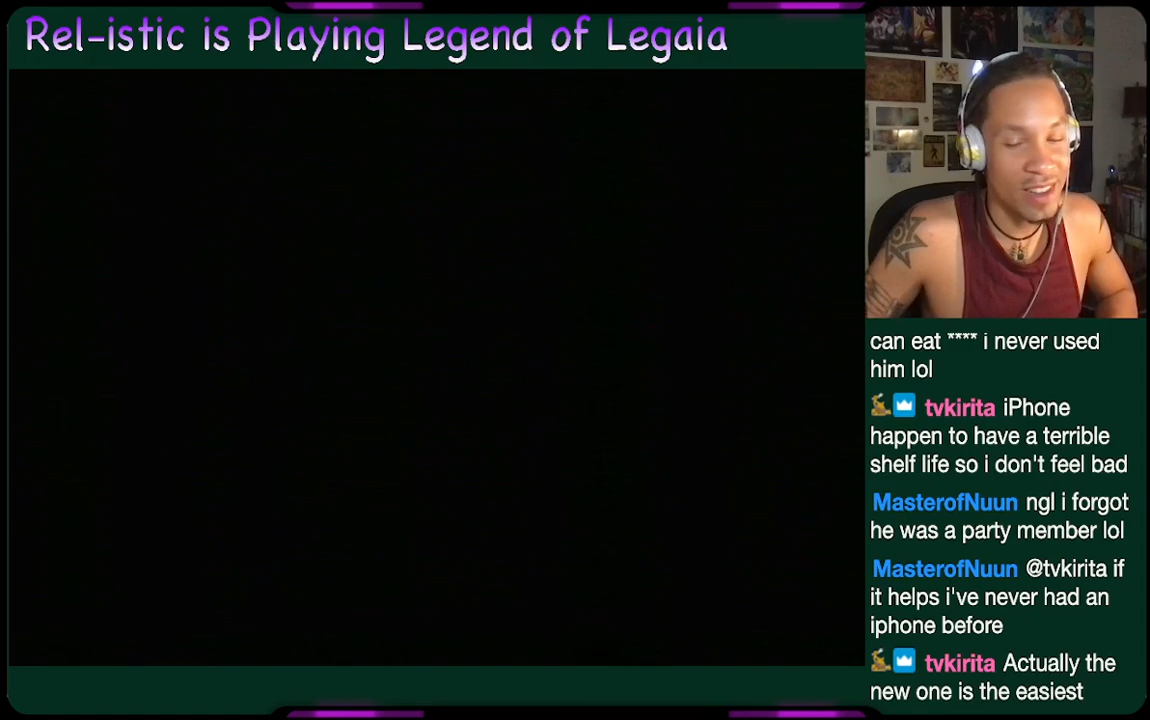 Rel-istic is Playing Legend of Legaia
can eat **** i never used
him lol
tvkirita iPhone
happen to have a terrible
shelf life so i don't feel bad
MasterofNuun ngl i forgot
he was a party member lol
MasterofNuun @tvkirita if
it helps i've never had an
iphone before
tvkirita Actually the
new one is the easiest